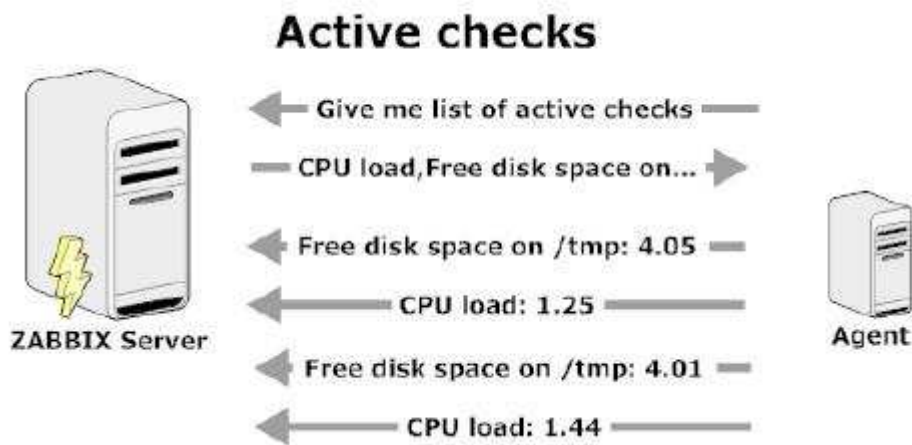 Active checks
Give me list of active checks
CPU load,Free disk space on...
Free disk space on /tmp: 4.05
CPU load: 1.25
ZABBIX Server
Agent
Free disk space on /tmp: 4.01
CPU load: 1.44